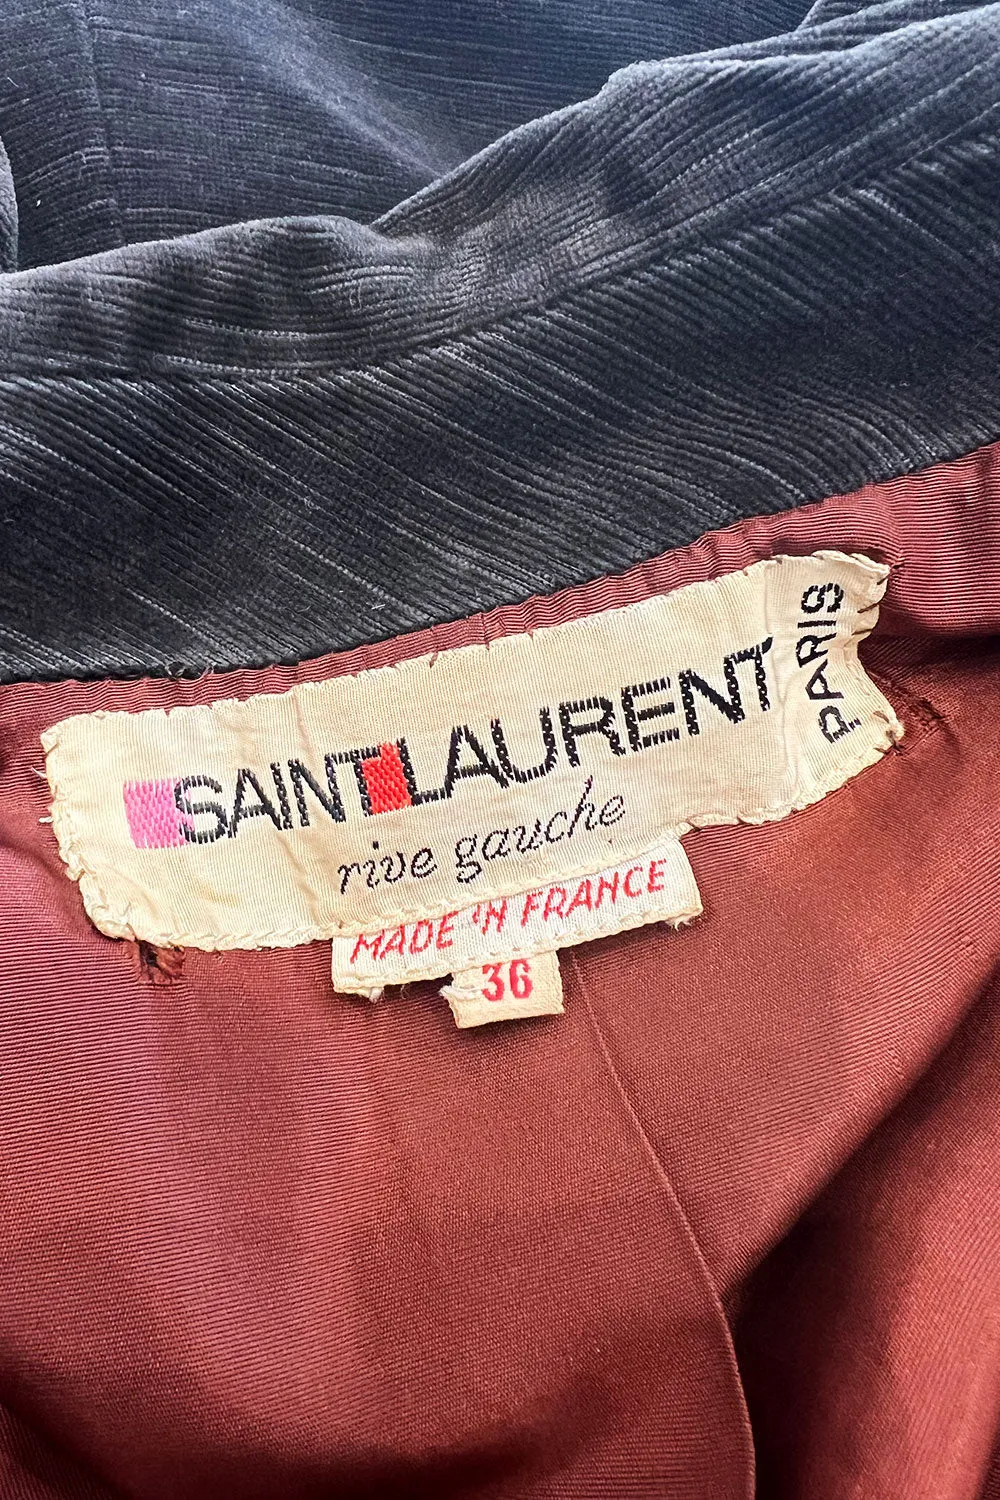 SAINT LAURENT
PARIS
rive gauche
MADE IN FRANCE
36